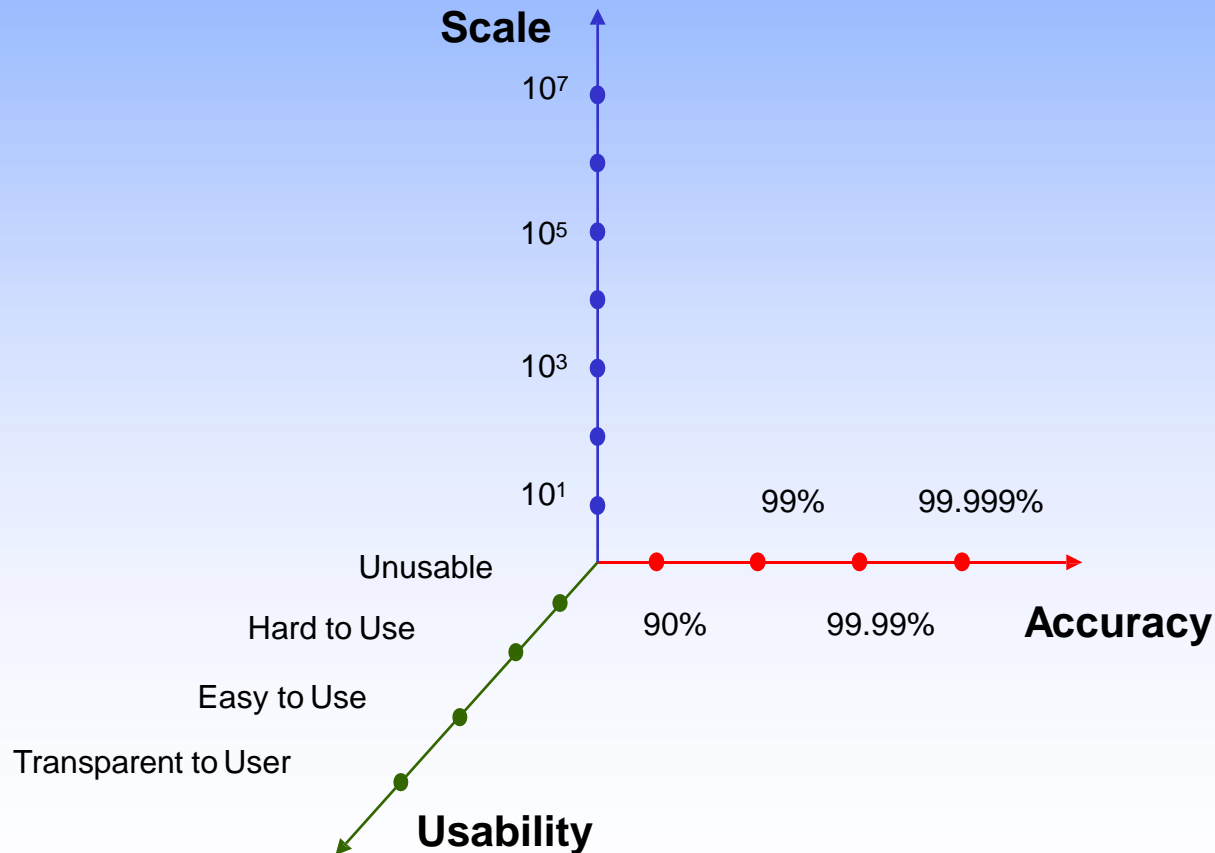 Scale
10⁷
10⁵
10³
10¹
99% 99.999%
Unusable
90% 99.99% Accuracy
Hard to Use
Easy to Use
Transparent to User
Usability